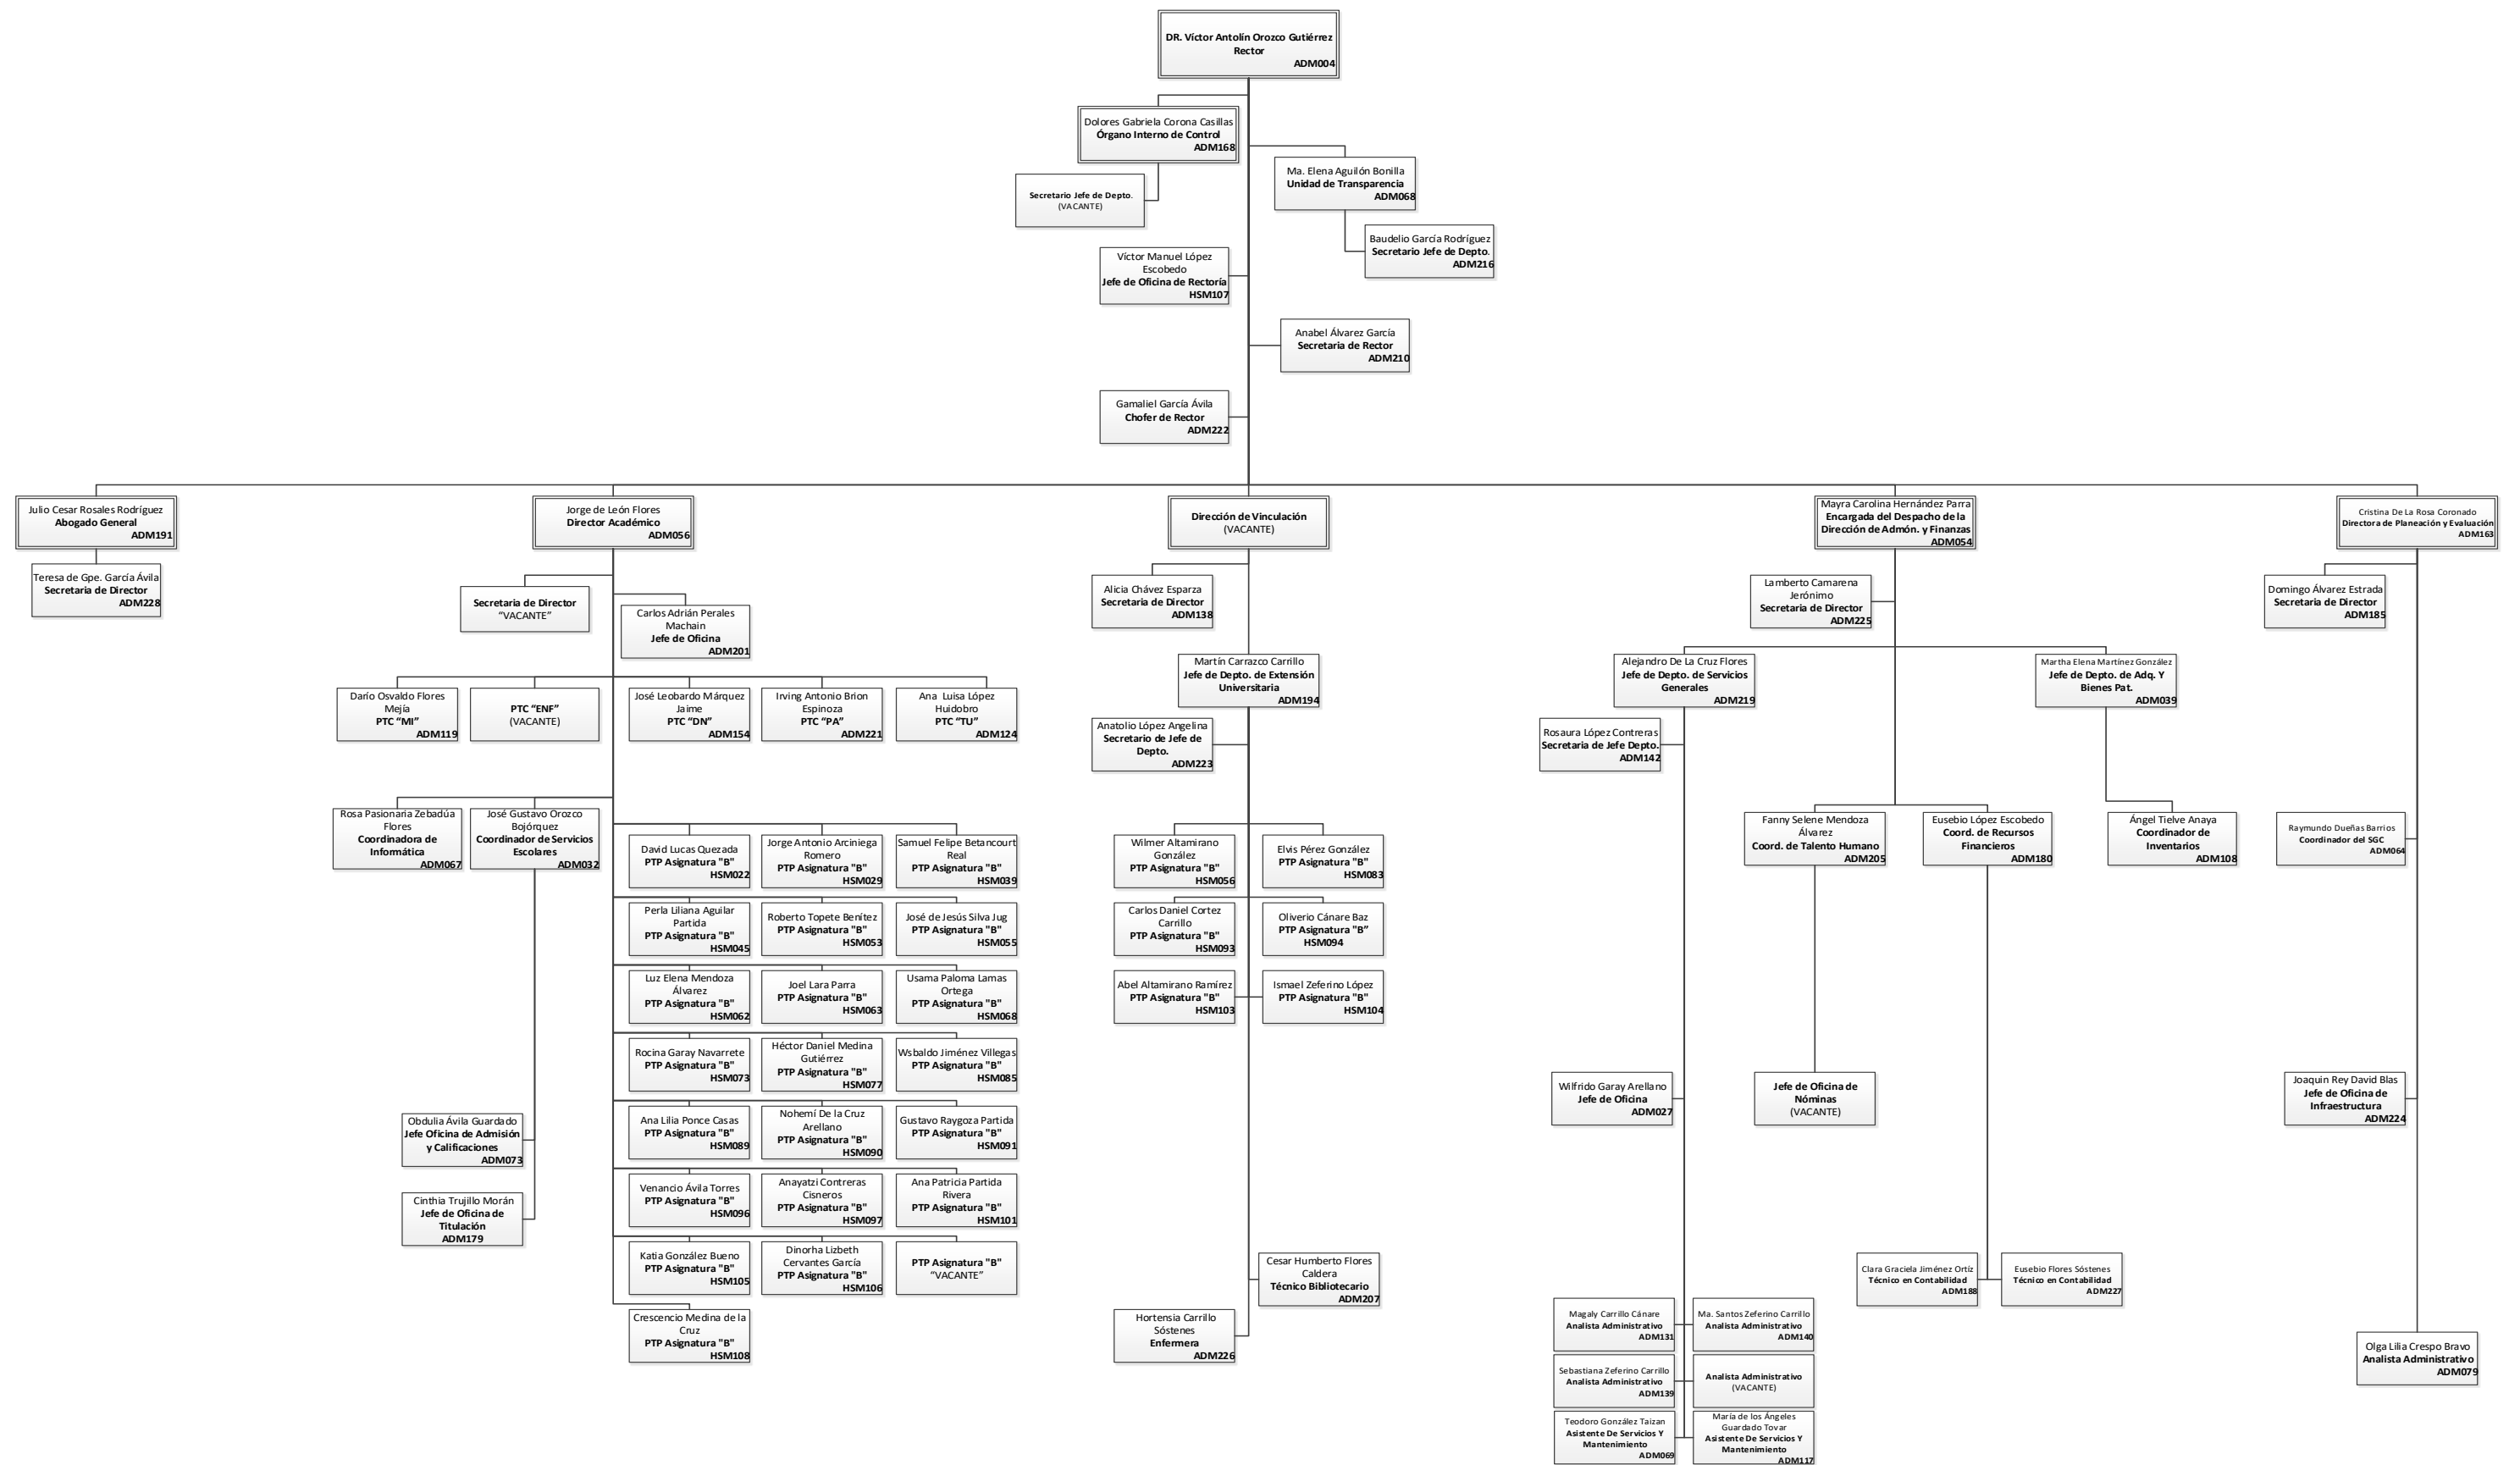 DR. Víctor Antolín Orozco Gutiérrez
Rector
ADM004
Dolores Gabriela Corona Casillas
Órgano Interno de Control
ADM168
Secretario Jefe de Depto.
(VACANTE)
Ma. Elena Aguilón Bonilla
Unidad de Transparencia
ADM068
Baudelio García Rodríguez
Secretario Jefe de Depto.
ADM216
Víctor Manuel López
Escobedo
Jefe de Oficina de Rectoría
HSM107
Anabel Álvarez García
Secretaria de Rector
ADM210
Gamaliel García Ávila
Chofer de Rector
ADM222
Julio Cesar Rosales Rodríguez
Abogado General
ADM191
Teresa de Gpe. García Ávila
Secretaria de Director
ADM228
Jorge de León Flores
Director Académico
ADM056
Secretaria de Director
“VACANTE”
Carlos Adrián Perales
Machain
Jefe de Oficina
ADM201
Darío Osvaldo Flores
Mejía
PTC “MI”
ADM119
PTC “ENF”
(VACANTE)
José Leobardo Márquez
Jaime
PTC “DN”
ADM154
Irving Antonio Brion
Espinoza
PTC “PA”
ADM221
Ana Luisa López
Huidobro
PTC “TU”
ADM124
Rosa Pasionaria Zebadúa
Flores
Coordinadora de
Informática
ADM067
José Gustavo Orozco
Bojórquez
Coordinador de Servicios
Escolares
ADM032
Obdulia Ávila Guardado
Jefe Oficina de Admisión
y Calificaciones
ADM073
Cinthia Trujillo Morán
Jefe de Oficina de
Titulación
ADM179
David Lucas Quezada
PTP Asignatura "B"
HSM022
Jorge Antonio Arciniega
Romero
PTP Asignatura "B"
HSM029
Samuel Felipe Betancourt
Real
PTP Asignatura "B"
HSM039
Perla Liliana Aguilar
Partida
PTP Asignatura "B"
HSM045
Roberto Topete Benítez
PTP Asignatura "B"
HSM053
José de Jesús Silva Jug
PTP Asignatura "B"
HSM055
Luz Elena Mendoza
Álvarez
PTP Asignatura "B"
HSM062
Joel Lara Parra
PTP Asignatura "B"
HSM063
Usama Paloma Lamas
Ortega
PTP Asignatura "B"
HSM068
Rocina Garay Navarrete
PTP Asignatura "B"
HSM073
Héctor Daniel Medina
Gutiérrez
PTP Asignatura "B"
HSM077
Wsbaldo Jiménez Villegas
PTP Asignatura "B"
HSM085
Ana Lilia Ponce Casas
PTP Asignatura "B"
HSM089
Nohemí De la Cruz
Arellano
PTP Asignatura "B"
HSM090
Gustavo Raygoza Partida
PTP Asignatura "B"
HSM091
Venancio Ávila Torres
PTP Asignatura "B"
HSM096
Anayatzi Contreras
Cisneros
PTP Asignatura "B"
HSM097
Ana Patricia Partida
Rivera
PTP Asignatura "B"
HSM101
Katia González Bueno
PTP Asignatura "B"
HSM105
Dinorha Lizbeth
Cervantes García
PTP Asignatura "B"
HSM106
PTP Asignatura "B"
“VACANTE”
Crescencio Medina de la
Cruz
PTP Asignatura "B"
HSM108
Dirección de Vinculación
(VACANTE)
Alicia Chávez Esparza
Secretaria de Director
ADM138
Martín Carrazco Carrillo
Jefe de Depto. de Extensión
Universitaria
ADM194
Anatolio López Angelina
Secretario de Jefe de
Depto.
ADM223
Wilmer Altamirano
González
PTP Asignatura "B"
HSM056
Elvis Pérez González
PTP Asignatura "B"
HSM083
Carlos Daniel Cortez
Carrillo
PTP Asignatura "B"
HSM093
Oliverio Cánare Baz
PTP Asignatura "B”
HSM094
Abel Altamirano Ramírez
PTP Asignatura "B"
HSM103
Ismael Zeferino López
PTP Asignatura "B"
HSM104
Cesar Humberto Flores
Caldera
Técnico Bibliotecario
ADM207
Hortensia Carrillo
Sóstenes
Enfermera
ADM226
Mayra Carolina Hernández Parra
Encargada del Despacho de la
Dirección de Admón. y Finanzas
ADM054
Lamberto Camarena
Jerónimo
Secretaria de Director
ADM225
Alejandro De La Cruz Flores
Jefe de Depto. de Servicios
Generales
ADM219
Rosaura López Contreras
Secretaria de Jefe Depto.
ADM142
Martha Elena Martínez González
Jefe de Depto. de Adq. Y
Bienes Pat.
ADM039
Fanny Selene Mendoza
Álvarez
Coord. de Talento Humano
ADM205
Eusebio López Escobedo
Coord. de Recursos
Financieros
ADM180
Ángel Tielve Anaya
Coordinador de
Inventarios
ADM108
Wilfrido Garay Arellano
Jefe de Oficina
ADM027
Jefe de Oficina de
Nóminas
(VACANTE)
Clara Graciela Jiménez Ortíz
Técnico en Contabilidad
ADM188
Eusebio Flores Sóstenes
Técnico en Contabilidad
ADM227
Magaly Carrillo Cánare
Analista Administrativo
ADM131
Ma. Santos Zeferino Carrillo
Analista Administrativo
ADM140
Sebastiana Zeferino Carrillo
Analista Administrativo
ADM139
Analista Administrativo
(VACANTE)
Teodoro González Taizan
Asistente De Servicios Y
Mantenimiento
ADM069
María de los Ángeles
Guardado Tovar
Asistente De Servicios Y
Mantenimiento
ADM117
Cristina De La Rosa Coronado
Directora de Planeación y Evaluación
ADM163
Domingo Álvarez Estrada
Secretaria de Director
ADM185
Raymundo Dueñas Barrios
Coordinador del SGC
ADM064
Joaquin Rey David Blas
Jefe de Oficina de
Infraestructura
ADM224
Olga Lilia Crespo Bravo
Analista Administrativo
ADM079